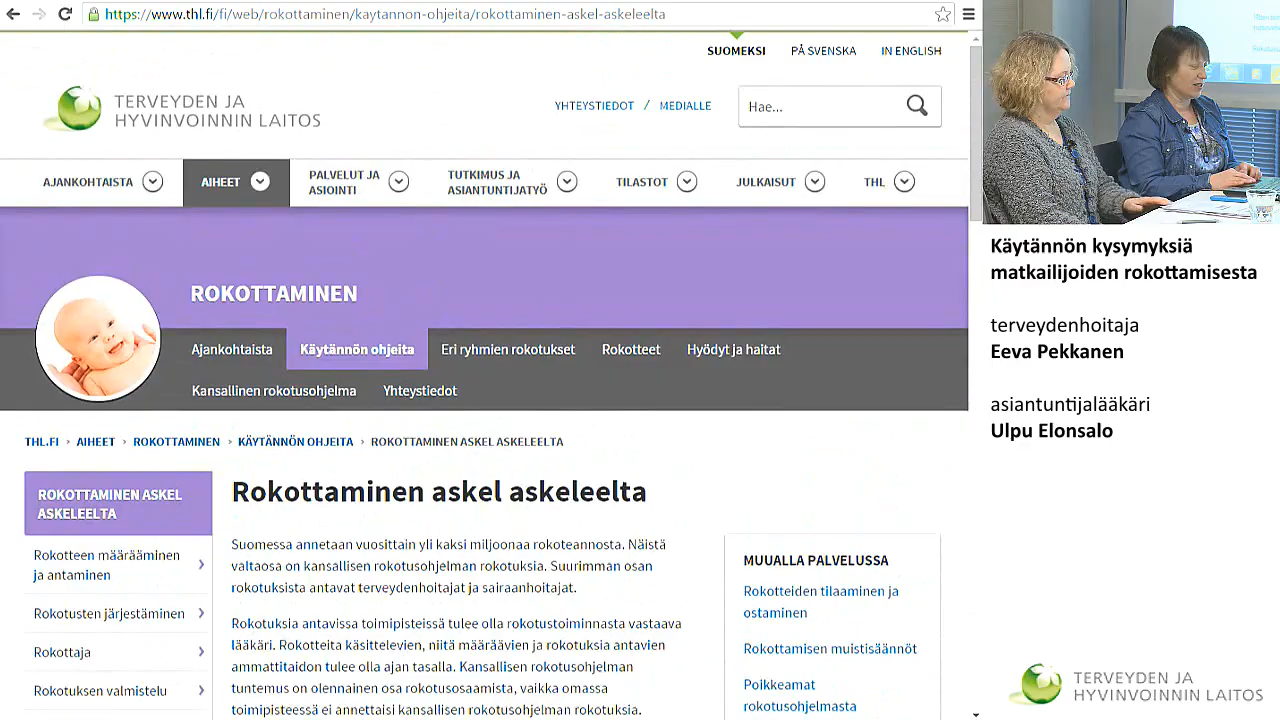 https://www.thl.fi/fi/web/rokottaminen/kaytannon-ohjeita/rokottaminen-askel-askeleelta
SUOMEKSI
PÅ SVENSKA
IN ENGLISH
TERVEYDEN JA
HYVINVOINNIN LAITOS
YHTEYSTIEDOT / MEDIALLE
Hae...
AJANKOHTAISTA
AIHEET
PALVELUT JA
ASIOINTI
TUTKIMUS JA
ASIANTUNTIJATYÖ
TILASTOT
JULKAISUT
THL
ROKOTTAMINEN
Ajankohtaista
Käytännön ohjeita
Eri ryhmien rokotukset
Rokotteet
Hyödyt ja haitat
Kansallinen rokotusohjelma
Yhteystiedot
THL.FI › AIHEET › ROKOTTAMINEN › KÄYTÄNNÖN OHJEITA › ROKOTTAMINEN ASKEL ASKELEELTA
ROKOTTAMINEN ASKEL
ASKELEELTA
Rokotteen määrääminen
ja antaminen
Rokotusten järjestäminen
Rokottaja
Rokotuksen valmistelu
Rokottaminen askel askeleelta
Suomessa annetaan vuosittain yli kaksi miljoonaa rokoteannosta. Näistä
valtaosa on kansallisen rokotusohjelman rokotuksia. Suurimman osan
rokotuksista antavat terveydenhoitajat ja sairaanhoitajat.
Rokotuksia antavissa toimipisteissä tulee olla rokotustoiminnasta vastaava
lääkäri. Rokotteita käsittelevien, niitä määräävien ja rokotuksia antavien
ammattitaidon tulee olla ajan tasalla. Kansallisen rokotusohjelman
tuntemus on olennainen osa rokotusosaamista, vaikka omassa
toimipisteessä ei annettaisi kansallisen rokotusohjelman rokotuksia.
MUUALLA PALVELUSSA
Rokotteiden tilaaminen ja
ostaminen
Rokottamisen muistisäännöt
Poikkeamat
rokotusohjelmasta
Käytännön kysymyksiä
matkailijoiden rokottamisesta
terveydenhoitaja
Eeva Pekkanen
asiantuntijalääkäri
Ulpu Elonsalo
TERVEYDEN JA
HYVINVOINNIN LAITOS